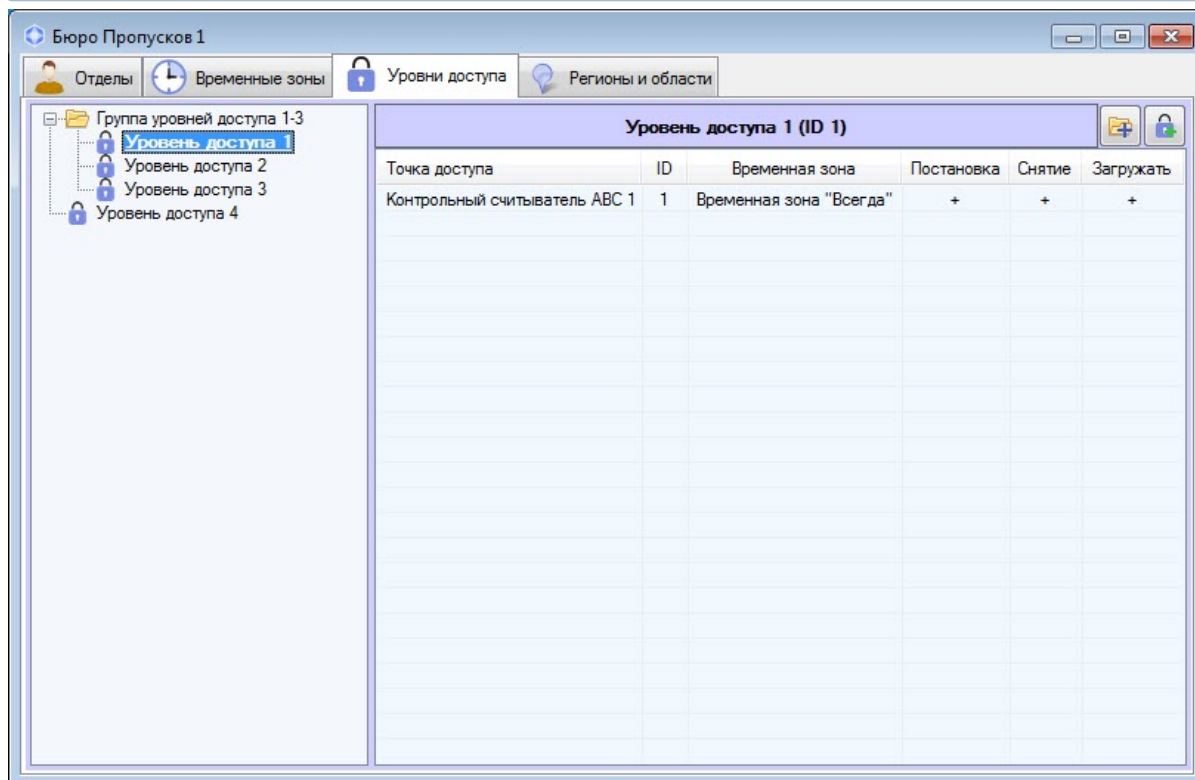 Бюро Пропусков 1
Отделы Временные зоны Уровни доступа Регионы и области
Группа уровней доступа 1-3
Уровень доступа 1
Уровень доступа 2
Уровень доступа 3
Уровень доступа 4
Уровень доступа 1 (ID 1)
Точка доступа ID Временная зона Постановка Снятие Загружать
Контрольный считыватель ABC 1 1 Временная зона "Всегда" + + +